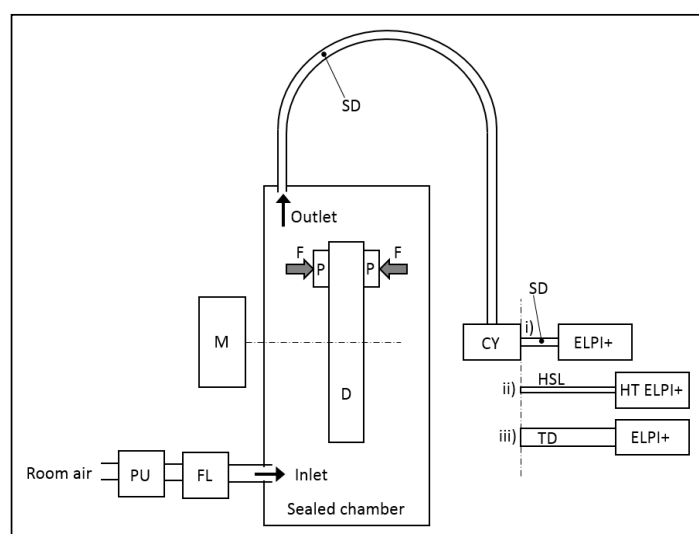 SD
Outlet
F F
P P
SD
i)
M
CY ELPI+
D
ii) HSL HT ELPI+
iii) TD ELPI+
Room air PU FL Inlet
Sealed chamber